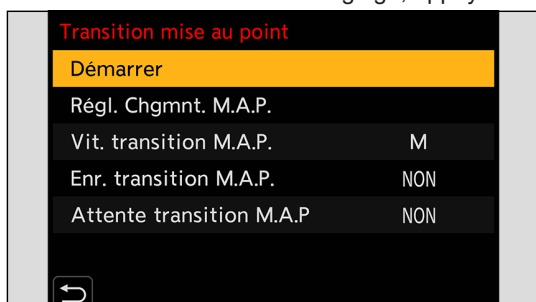 Transition mise au point
Démarrer
Régl. Chgmnt. M.A.P.
Vit. transition M.A.P. M
Enr. transition M.A.P. NON
Attente transition M.A.P NON